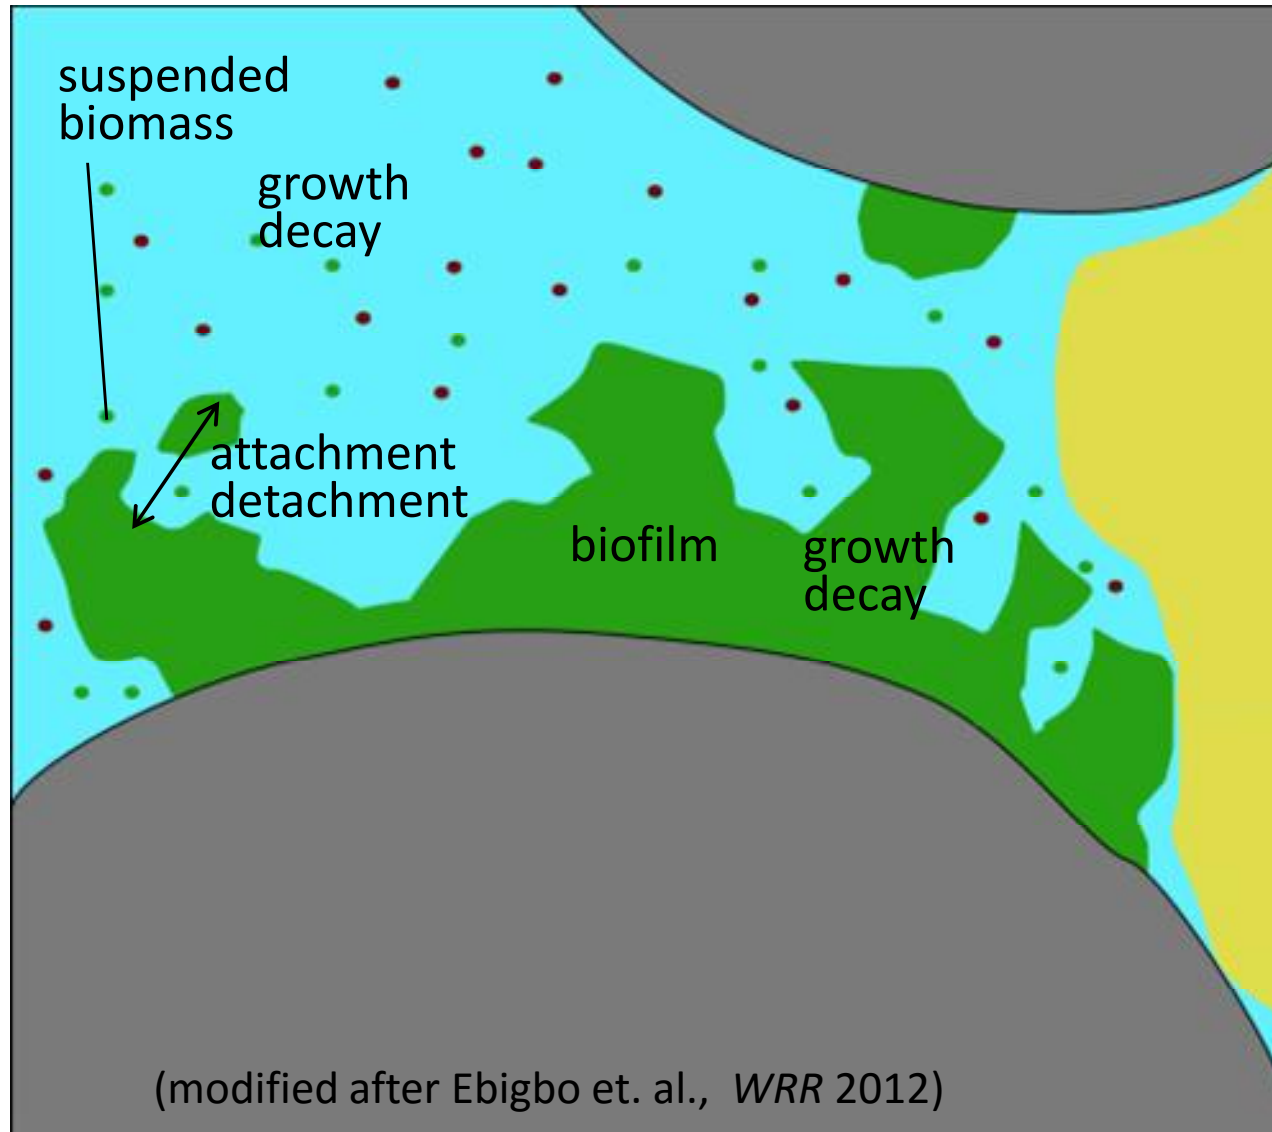 suspended
biomass
growth
decay
attachment
detachment
biofilm
growth
decay
(modified after Ebigbo et. al., WRR 2012)